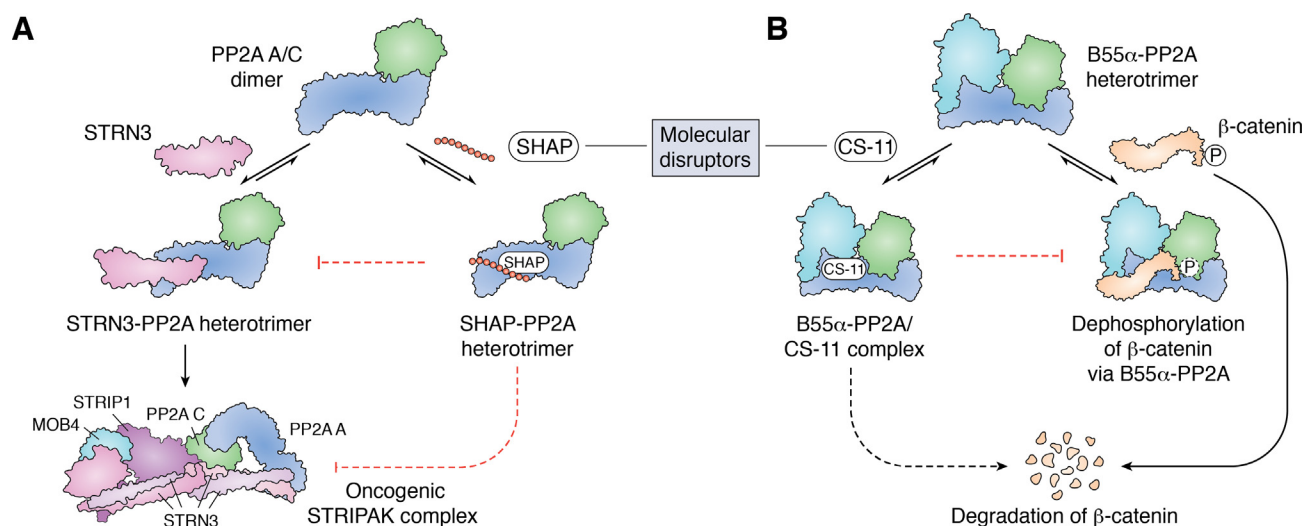 A
PP2A A/C
dimer
STRN3
SHAP
SHAP
STRN3-PP2A heterotrimer
SHAP-PP2A
heterotrimer
STRIP1
MOB4
PP2A C
PP2A A
STRN3
Oncogenic
STRIPAK complex
Molecular
disruptors
B
B55α-PP2A
heterotrimer
CS-11
β-catenin
P
CS-11
P
B55α-PP2A/
CS-11 complex
Dephosphorylation
of β-catenin
via B55α-PP2A
Degradation of β-catenin